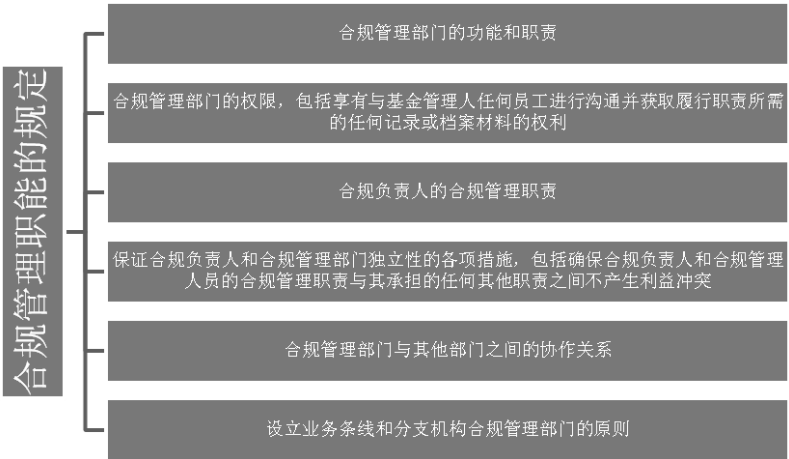 合规管理职能的规定
合规管理部门的功能和职责
合规管理部门的权限，包括享有与基金管理人任何员工进行沟通并获取履行职责所需
的任何记录或档案材料的权利
合规负责人的合规管理职责
保证合规负责人和合规管理部门独立性的各项措施，包括确保合规负责人和合规管理
人员的合规管理职责与其承担的任何其他职责之间不产生利益冲突
合规管理部门与其他部门之间的协作关系
设立业务条线和分支机构合规管理部门的原则